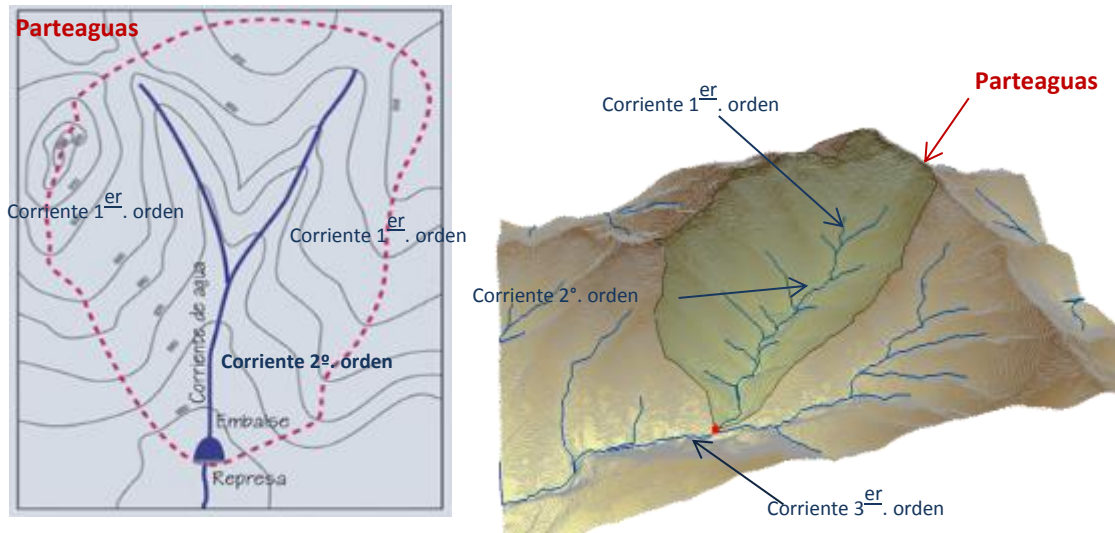 Parteaguas
Corriente 1er. orden
Corriente 1er. orden
Corriente de agua
Corriente 2º. orden
Embalse
Represa
Corriente 1er. orden
Parteaguas
Corriente 2°. orden
Corriente 3er. orden